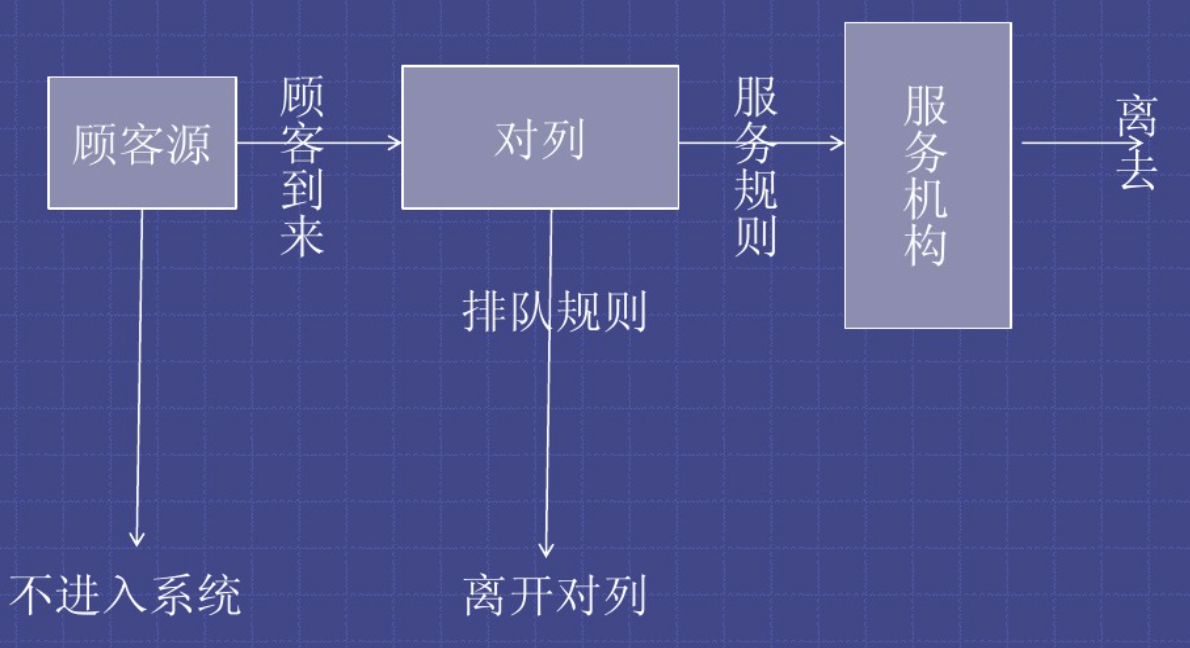 顾客源
顾客到来
对列
服务规则
服务机构
离去
排队规则
不进入系统
离开对列